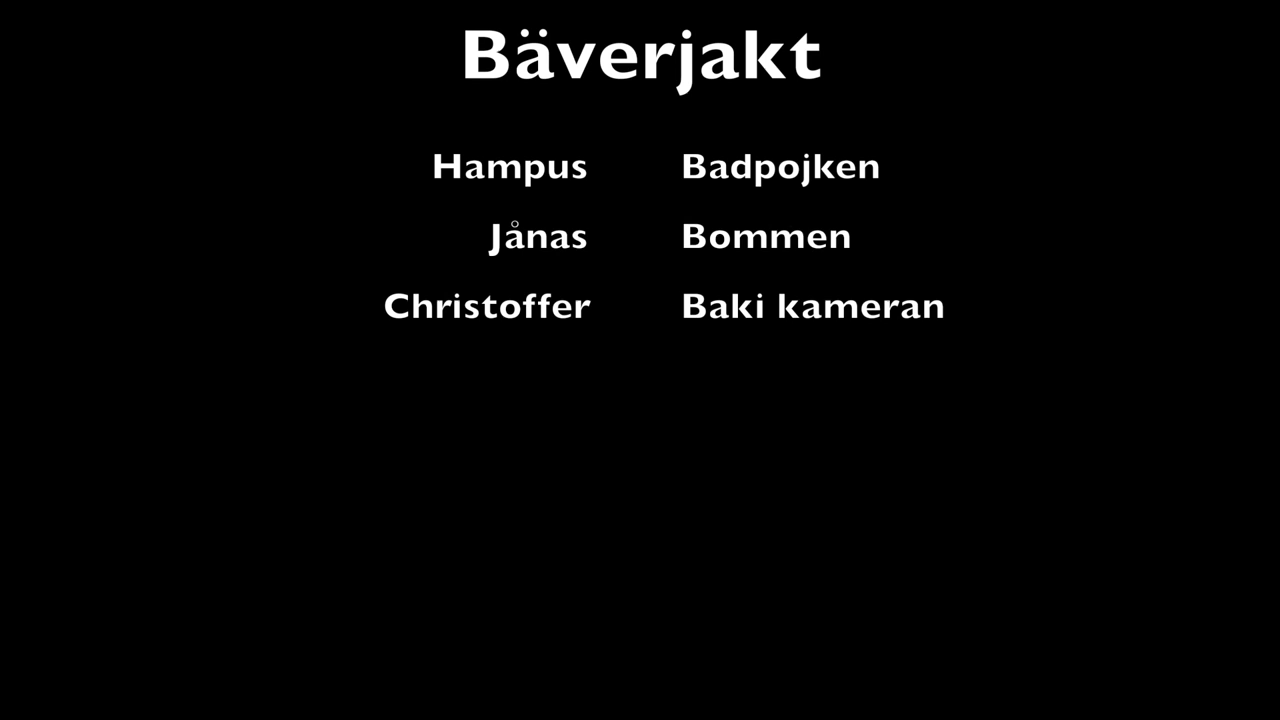 Bäverjakt
Hampus Badpojken
Jånas Bommen
Christoffer Baki kameran